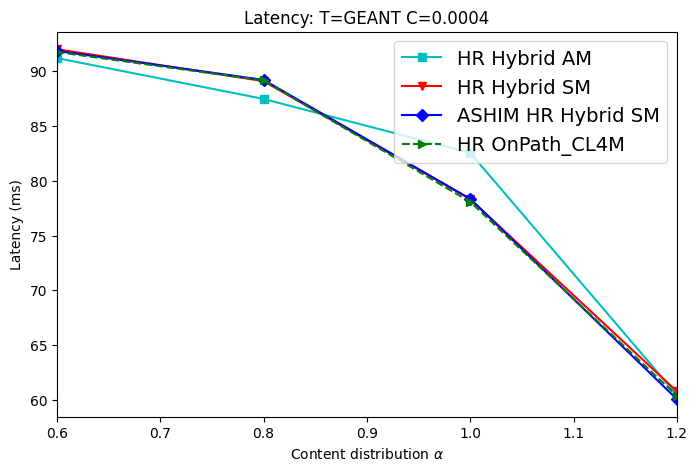 Latency: T=GEANT C=0.0004
HR Hybrid AM
HR Hybrid SM
ASHIM HR Hybrid SM
HR OnPath_CL4M
Latency (ms)
90
85
80
75
70
65
60
0.6 0.7 0.8 0.9 1.0 1.1 1.2
Content distribution α